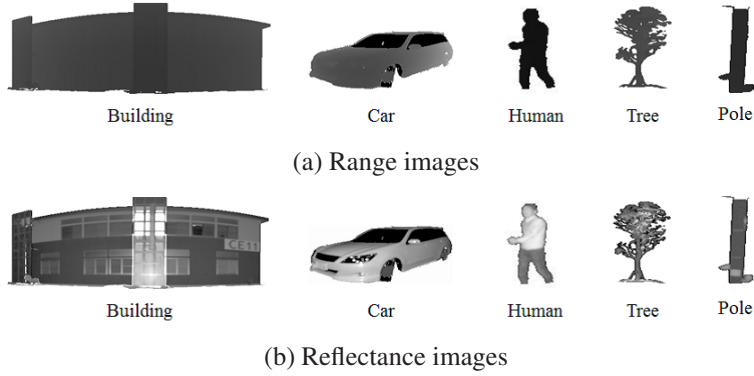 Building Car Human Tree Pole
(a) Range images
CE11
Building Car Human Tree Pole
(b) Reflectance images